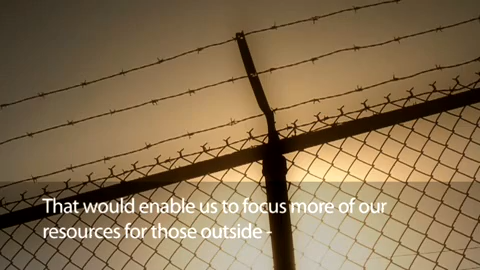 That would enable us to focus more of our
resources for those outside -